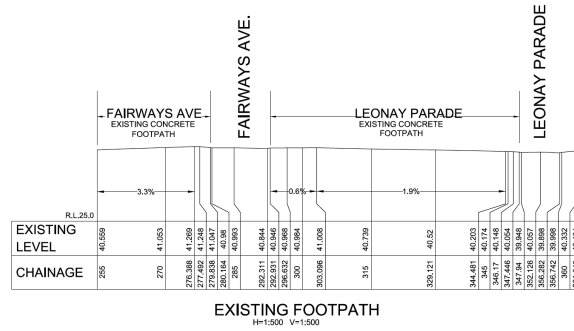 FAIRWAYS AVE.
LEONAY PARADE
FAIRWAYS AVE
EXISTING CONCRETE
FOOTPATH
LEONAY PARADE
EXISTING CONCRETE
FOOTPATH
3.3%
0.6%
1.9%
R,L,25,0
EXISTING
LEVEL
40.559 41.053 41.269 41.248 41.047 40.98 40.993 40.844 40.946 40.968 40.984 41.008 40.739 40.52 40.203 40.174 40.148 40.054 39.948 40.057 39.898 39.998 40.332
CHAINAGE
255 270 276.388 277.492 279.838 280.164 285 292.311 292.931 296.632 300 303.096 315 329.121 344.481 345 346.17 347.446 347.94 352.126 356.282 356.742 360
EXISTING FOOTPATH
H=1:500 V=1:500